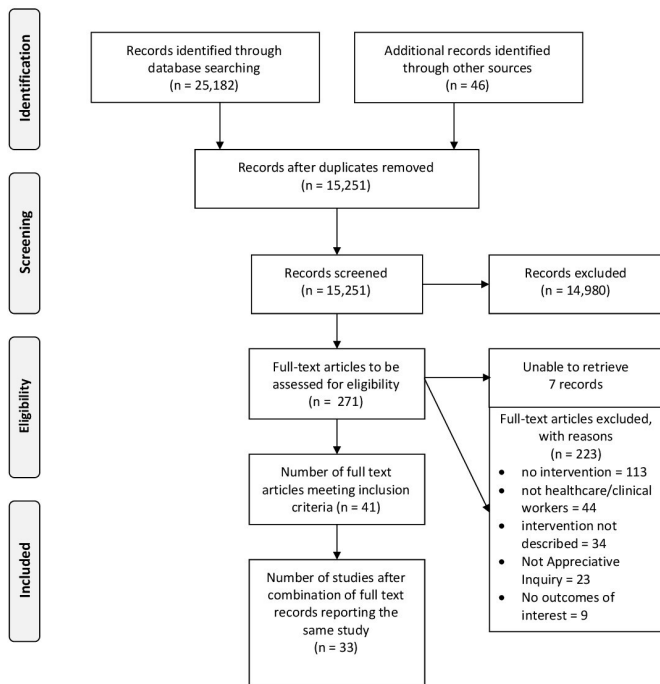 Identification
Records identified through
database searching
(n = 25,182)
Additional records identified
through other sources
(n = 46)
Records after duplicates removed
(n = 15,251)
Screening
Records screened
(n = 15,251)
Records excluded
(n = 14,980)
Eligibility
Full-text articles to be
assessed for eligibility
(n = 271)
Unable to retrieve
7 records
Full-text articles excluded,
with reasons
(n = 223)
• no intervention = 113
• not healthcare/clinical
workers = 44
• intervention not
described = 34
• Not Appreciative
Inquiry = 23
• No outcomes of
interest = 9
Number of full text
articles meeting inclusion
criteria (n = 41)
Included
Number of studies after
combination of full text
records reporting the
same study
(n = 33)